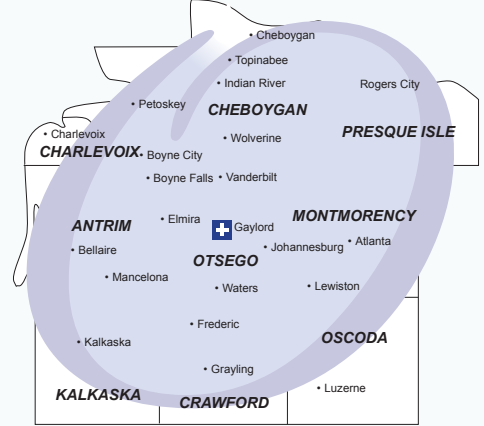 • Cheboygan
• Topinabee
• Indian River
Rogers City
• Petoskey
CHEBOYGAN
• Charlevoix
PRESQUE ISLE
• Wolverine
CHARLEVOIX
• Boyne City
• Boyne Falls
• Vanderbilt
• Elmira
MONTMORENCY
ANTRIM
Gaylord
• Atlanta
• Johannesburg
• Bellaire
OTSEGO
• Mancelona
• Waters
• Lewiston
• Frederic
OSCODA
• Kalkaska
• Grayling
• Luzerne
KALKASKA
CRAWFORD